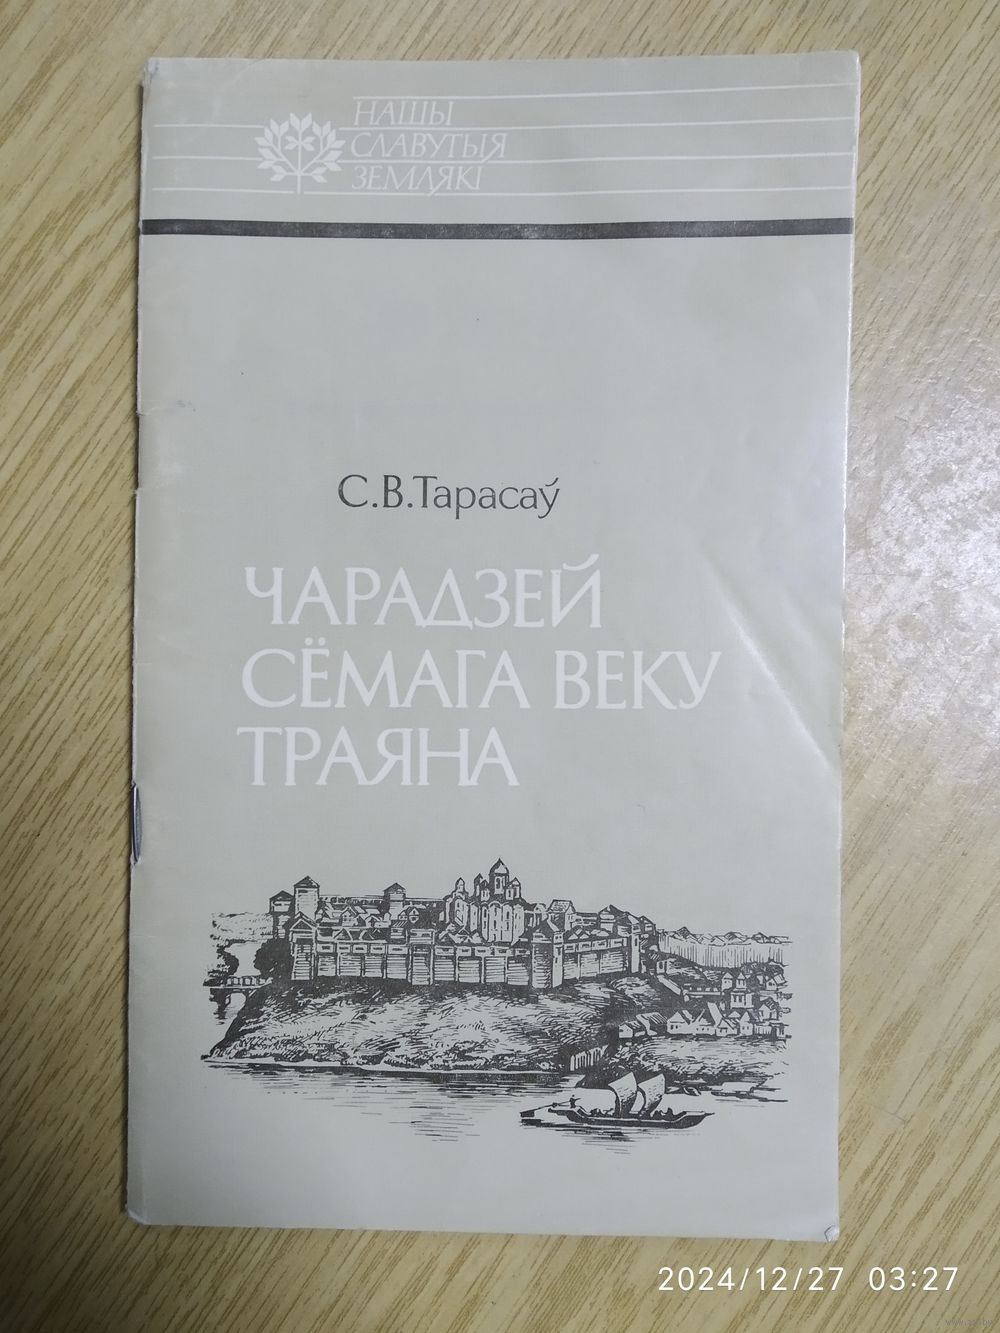 НАШЫ
СЛАВУТЫЯ
ЗЕМЛЯКІ
С.В.Тарасаў
ЧАРАДЗЕЙ
СЁМАГА ВЕКУ
ТРАЯНА
2024/12/27 03:27